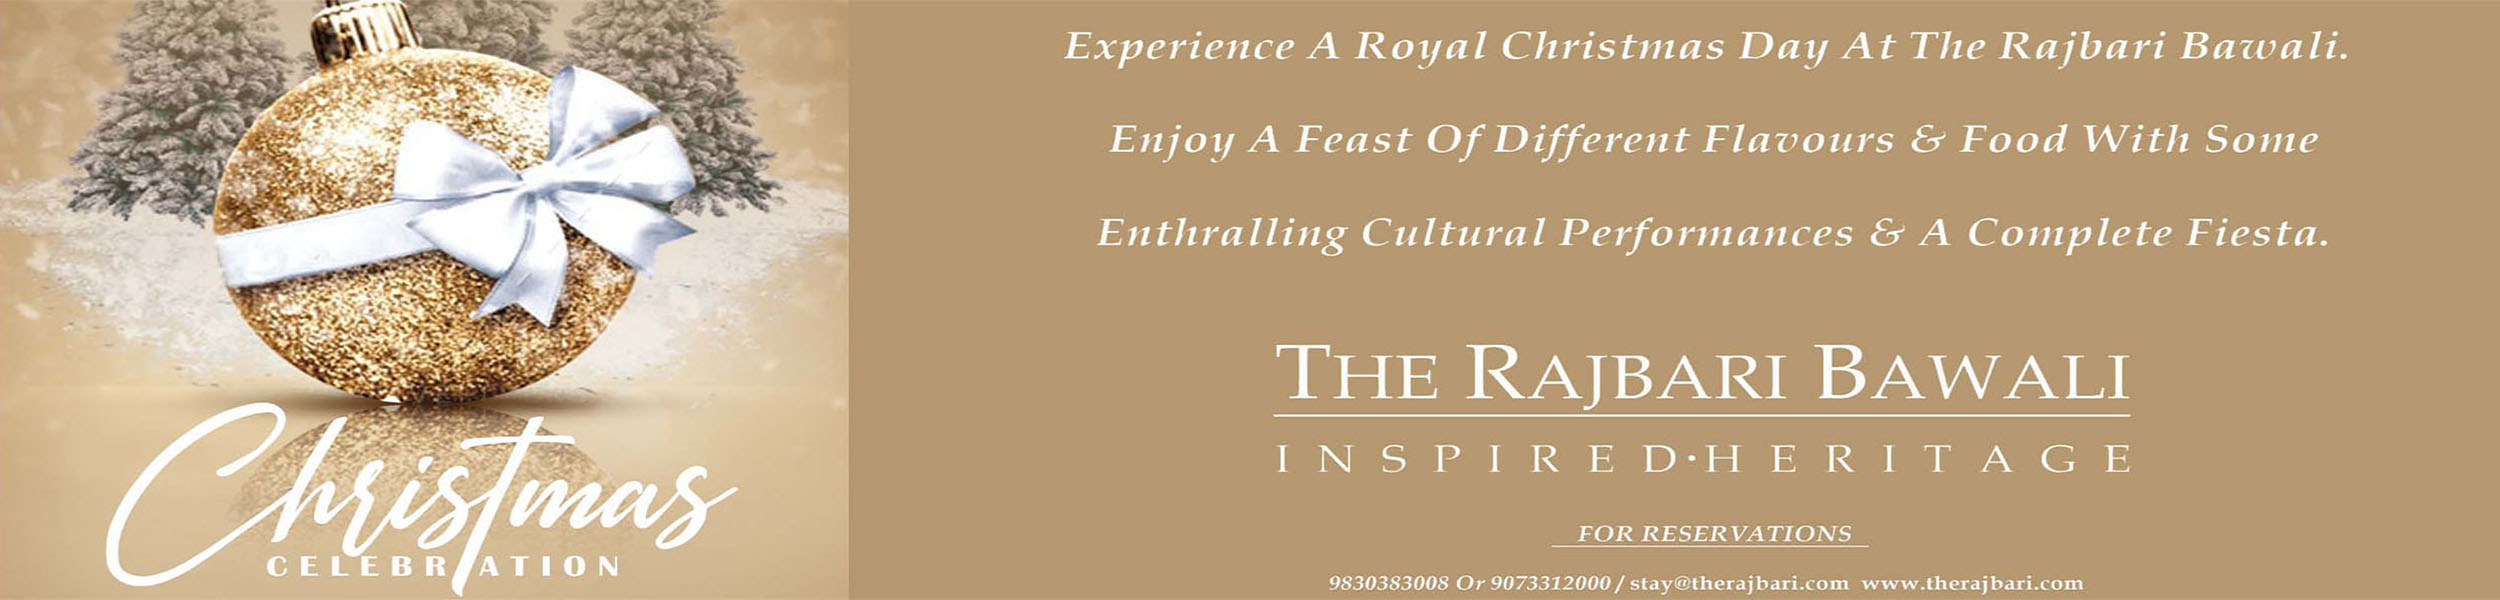 Christmas
CELEBRATION
Experience A Royal Christmas Day At The Rajbari Bawali.
Enjoy A Feast Of Different Flavours & Food With Some
Enthralling Cultural Performances & A Complete Fiesta.
THE RAJBARI BAWALI
INSPIRED·HERITAGE
FOR RESERVATIONS
9830383008 Or 9073312000 / stay@therajbari.com www.therajbari.com